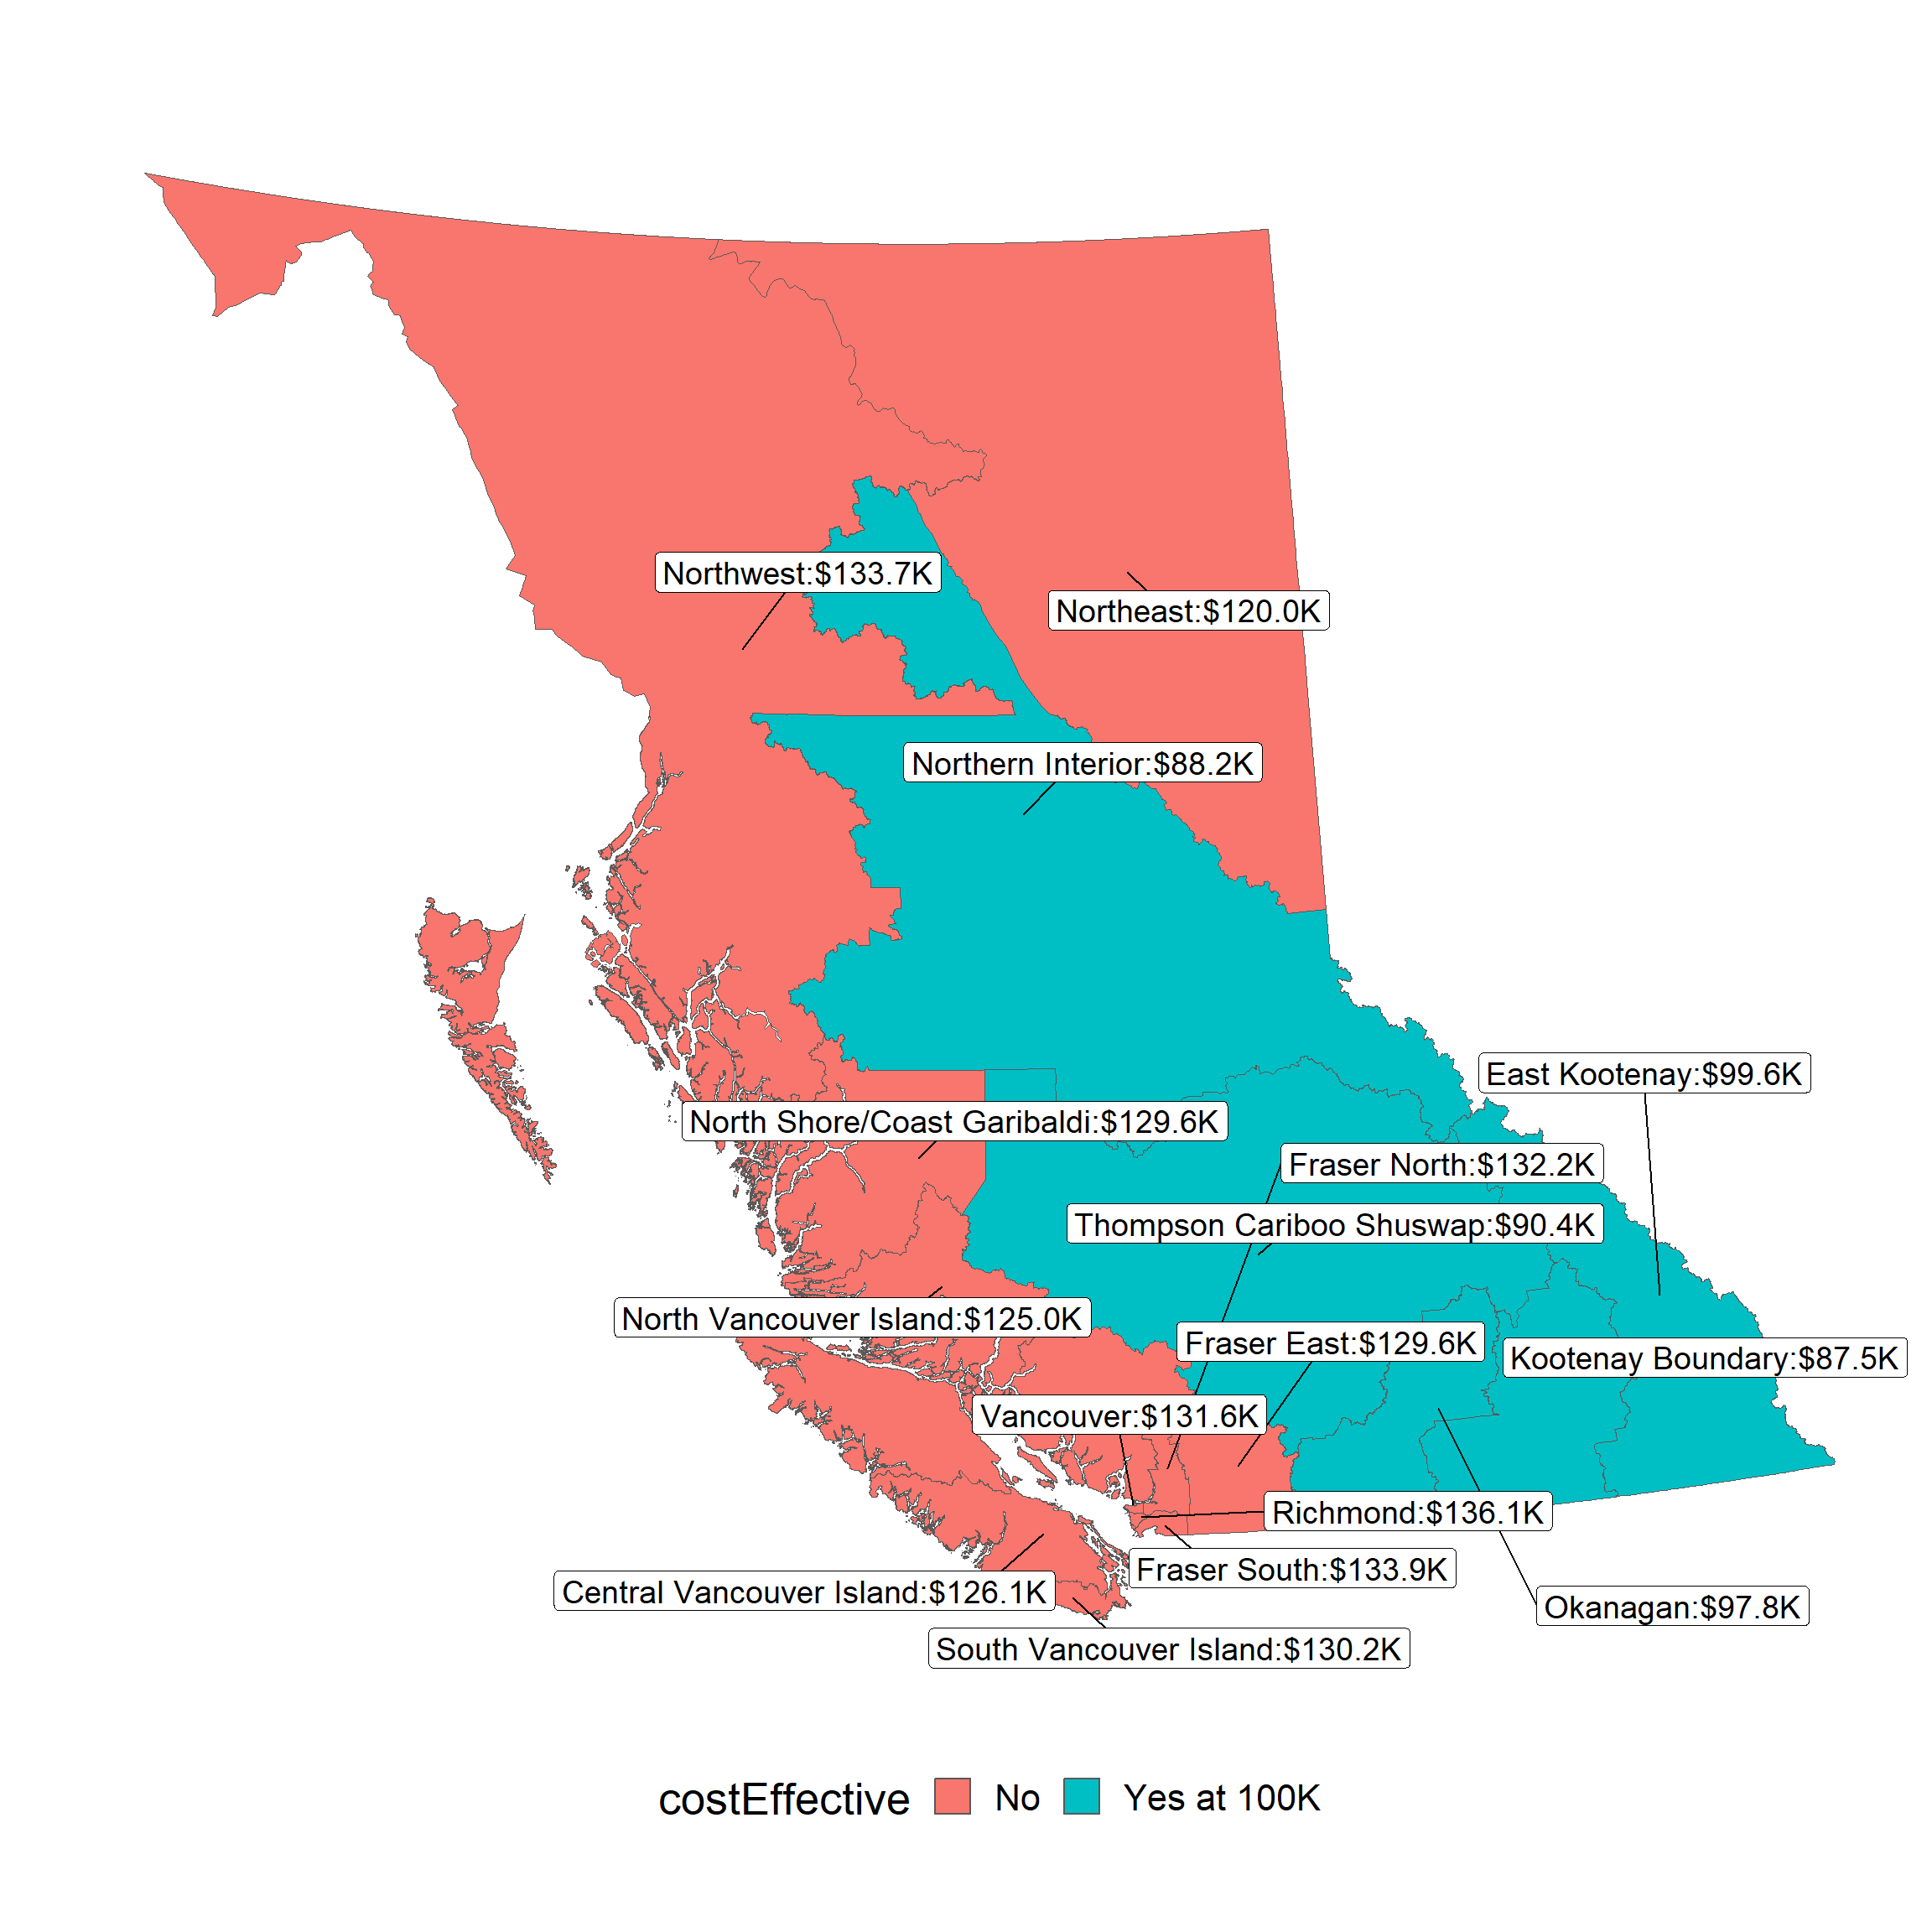 Northwest:$133.7K
Northeast:$120.0K
Northern Interior:$88.2K
East Kootenay:$99.6K
North Shore/Coast Garibaldi:$129.6K
Fraser North:$132.2K
Thompson Cariboo Shuswap:$90.4K
North Vancouver Island:$125.0K
Fraser East:$129.6K
Kootenay Boundary:$87.5K
Vancouver:$131.6K
Richmond:$136.1K
Fraser South:$133.9K
Central Vancouver Island:$126.1K
Okanagan:$97.8K
South Vancouver Island:$130.2K
costEffective No Yes at 100K